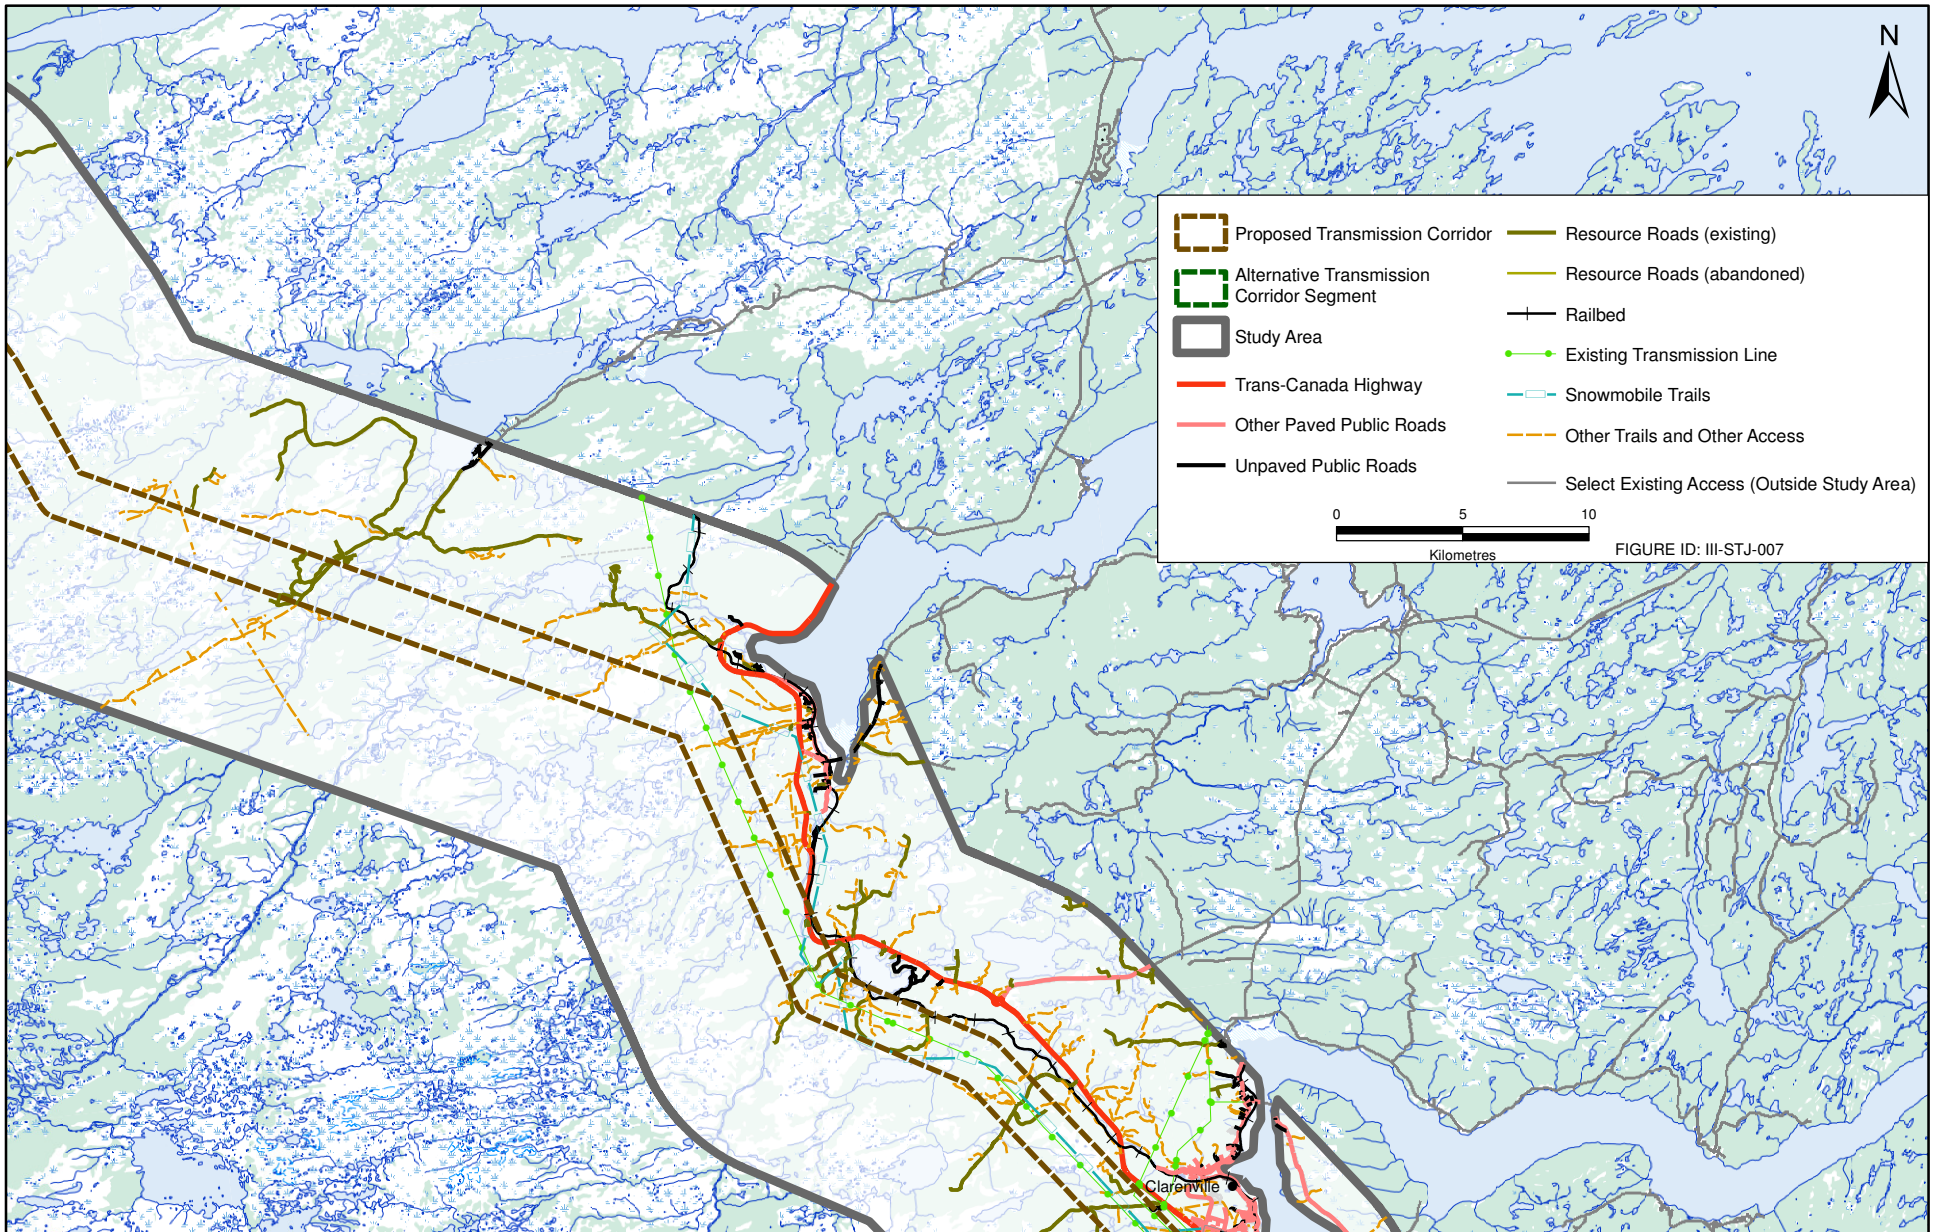 N
Proposed Transmission Corridor
Alternative Transmission
Corridor Segment
Study Area
Trans-Canada Highway
Other Paved Public Roads
Unpaved Public Roads
Resource Roads (existing)
Resource Roads (abandoned)
Railbed
Existing Transmission Line
Snowmobile Trails
Other Trails and Other Access
Select Existing Access (Outside Study Area)
0 5 10
Kilometres
FIGURE ID: III-STJ-007
Clarenville